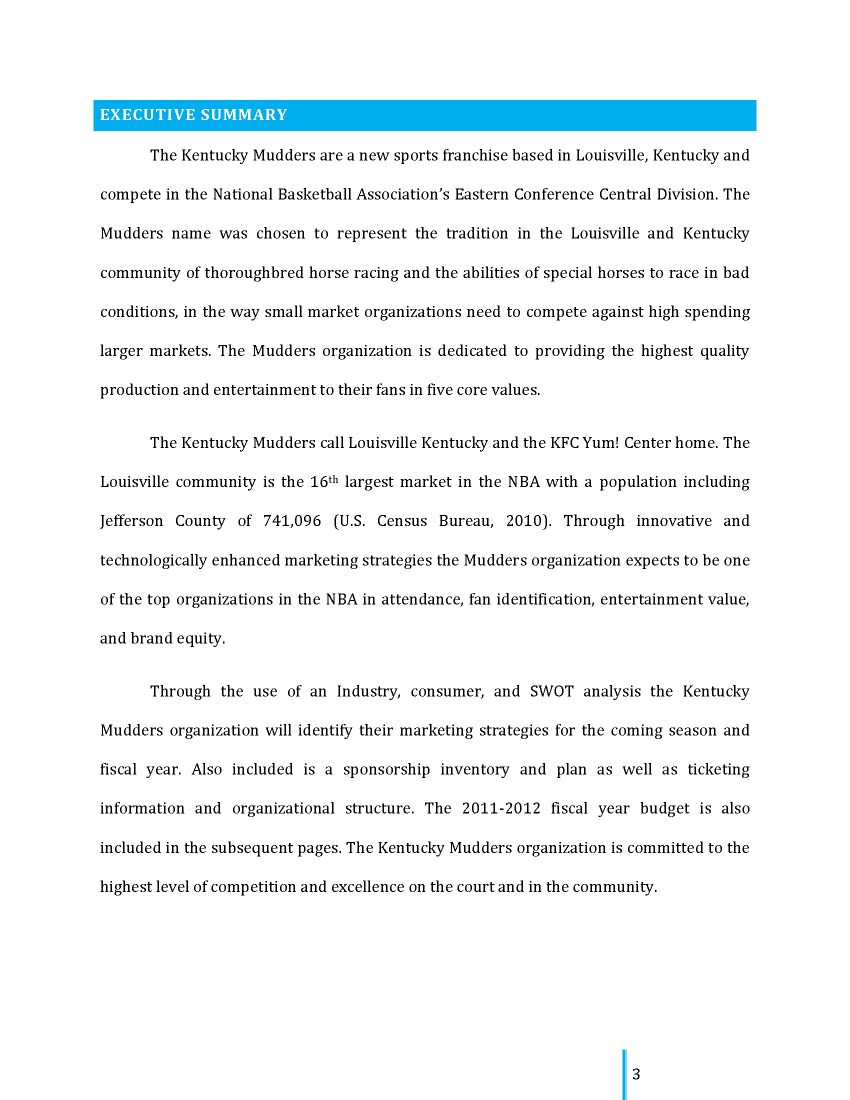 EXECUTIVE SUMMARY
The Kentucky Mudders are a new sports franchise based in Louisville, Kentucky and
compete in the National Basketball Association’s Eastern Conference Central Division. The
Mudders name was chosen to represent the tradition in the Louisville and Kentucky
community of thoroughbred horse racing and the abilities of special horses to race in bad
conditions, in the way small market organizations need to compete against high spending
larger markets. The Mudders organization is dedicated to providing the highest quality
production and entertainment to their fans in five core values.
The Kentucky Mudders call Louisville Kentucky and the KFC Yum! Center home. The
Louisville community is the 16th largest market in the NBA with a population including
Jefferson County of 741,096 (U.S. Census Bureau, 2010). Through innovative and
technologically enhanced marketing strategies the Mudders organization expects to be one
of the top organizations in the NBA in attendance, fan identification, entertainment value,
and brand equity.
Through the use of an Industry, consumer, and SWOT analysis the Kentucky
Mudders organization will identify their marketing strategies for the coming season and
fiscal year. Also included is a sponsorship inventory and plan as well as ticketing
information and organizational structure. The 2011-2012 fiscal year budget is also
included in the subsequent pages. The Kentucky Mudders organization is committed to the
highest level of competition and excellence on the court and in the community.
3